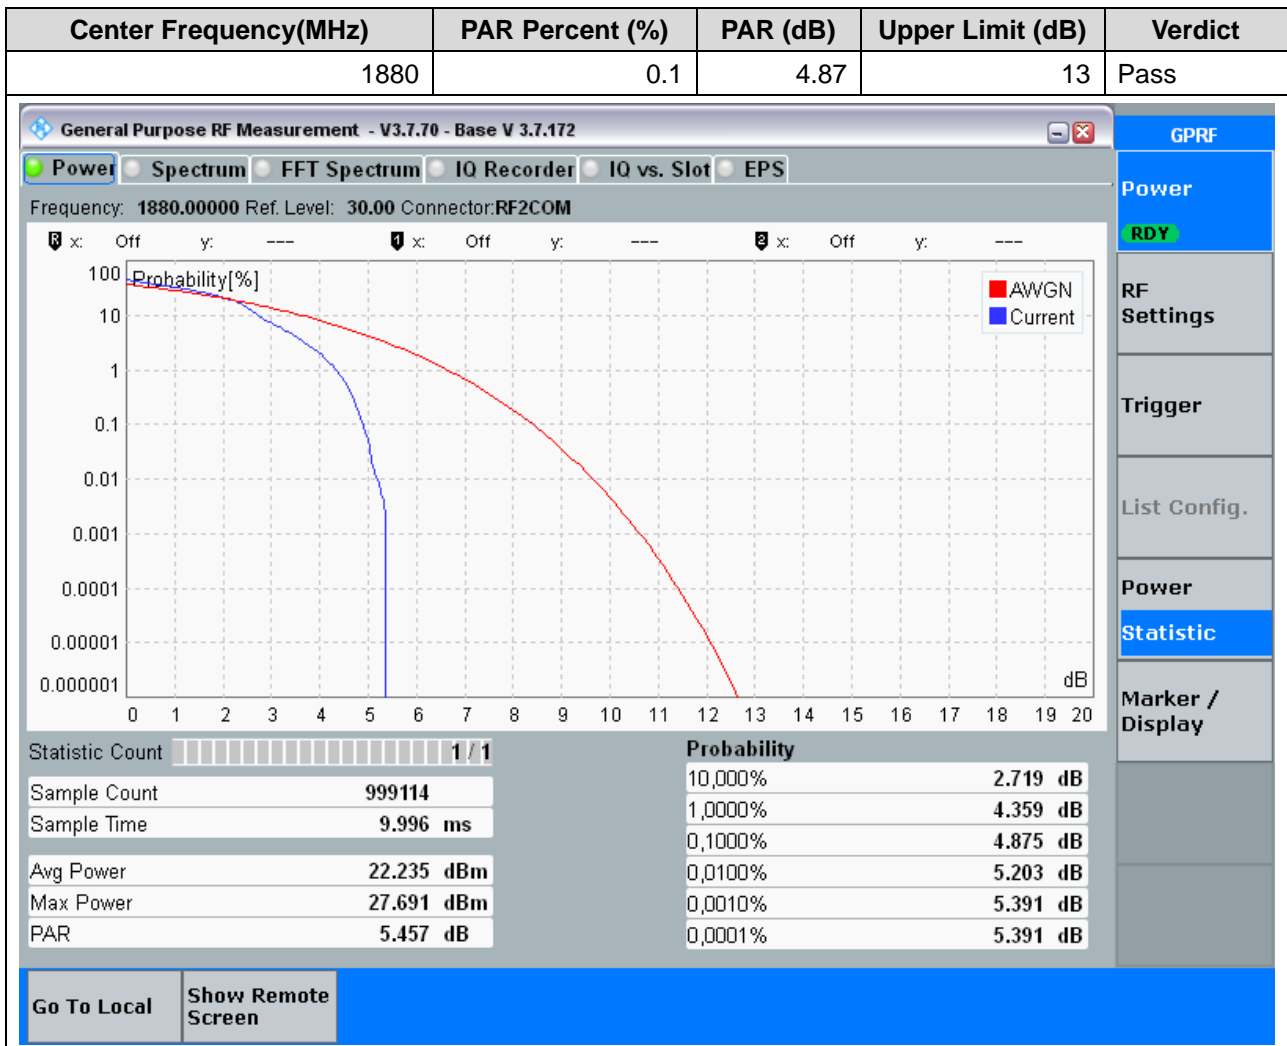 Center Frequency(MHz) PAR Percent (%) PAR (dB) Upper Limit (dB) Verdict
1880 0.1 4.87 13 Pass
General Purpose RF Measurement - V3.7.70 - Base V 3.7.172
GPRF
Power Spectrum FFT Spectrum IQ Recorder IQ vs. Slot EPS
Frequency: 1880.00000 Ref. Level: 30.00 Connector:RF2COM
R x: Off y: --- 1 x: Off y: --- 2 x: Off y: ---
Probability[%]
AWGN
Current
100
10
1
0.1
0.01
0.001
0.0001
0.00001
0.000001
dB
0 1 2 3 4 5 6 7 8 9 10 11 12 13 14 15 16 17 18 19 20
Statistic Count 1 / 1
Sample Count 999114
Sample Time 9.996 ms
Avg Power 22.235 dBm
Max Power 27.691 dBm
PAR 5.457 dB
Probability
10,000% 2.719 dB
1,0000% 4.359 dB
0,1000% 4.875 dB
0,0100% 5.203 dB
0,0010% 5.391 dB
0,0001% 5.391 dB
Power
RDY
RF
Settings
Trigger
List Config.
Power
Statistic
Marker /
Display
Go To Local
Show Remote
Screen